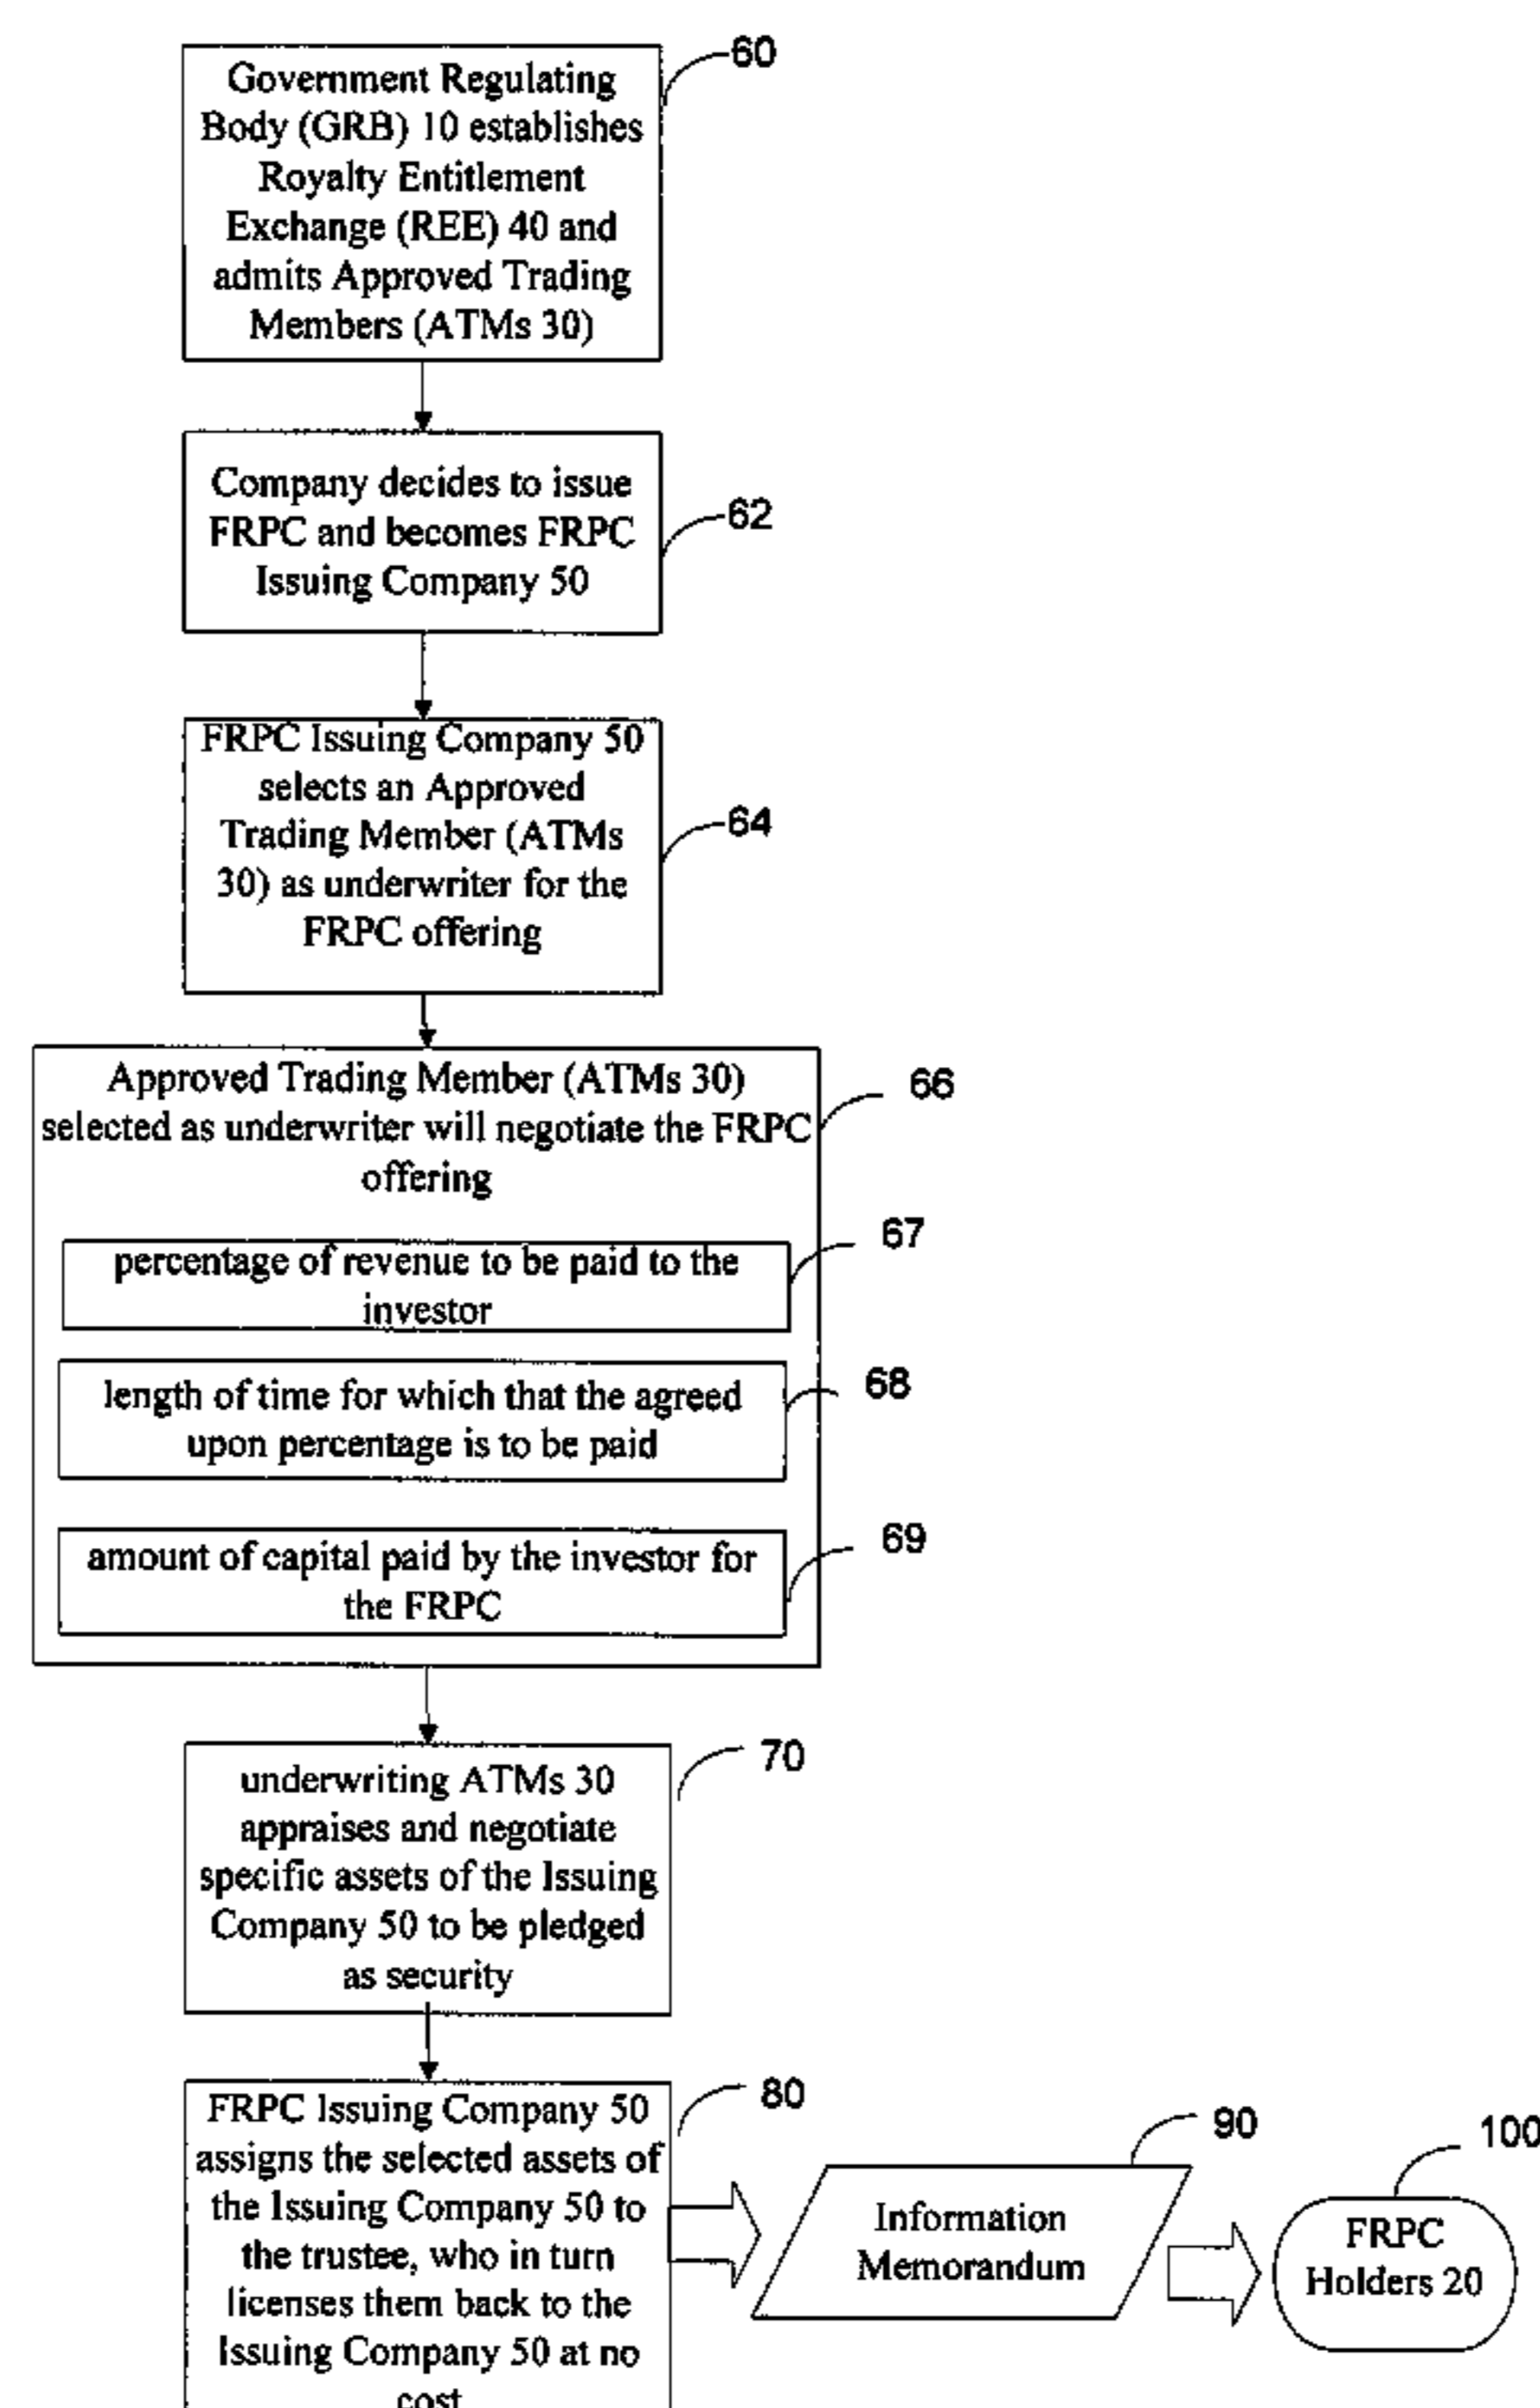 60
Government Regulating
Body (GRB) 10 establishes
Royalty Entitlement
Exchange (REE) 40 and
admits Approved Trading
Members (ATMs 30)
Company decides to issue
FRPC and becomes FRPC
Issuing Company 50
62
FRPC Issuing Company 50
selects an Approved
Trading Member (ATMs
30) as underwriter for the
FRPC offering
64
Approved Trading Member (ATMs 30)
selected as underwriter will negotiate the FRPC
offering
66
67
percentage of revenue to be paid to the
investor
68
length of time for which that the agreed
upon percentage is to be paid
69
amount of capital paid by the investor for
the FRPC
70
underwriting ATMs 30
appraises and negotiate
specific assets of the Issuing
Company 50 to be pledged
as security
80
FRPC Issuing Company 50
assigns the selected assets of
the Issuing Company 50 to
the trustee, who in turn
licenses them back to the
Issuing Company 50 at no
cost
90
Information
Memorandum
100
FRPC
Holders 20